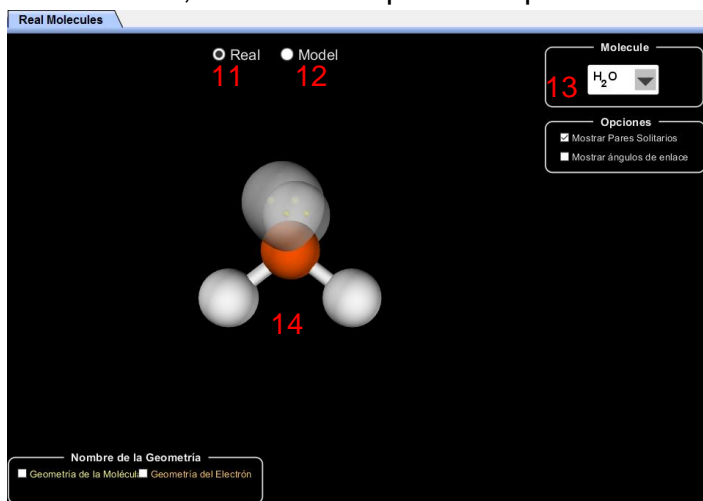 Real Molecules
Real Model
11 12
Molecule
13 H2O
Opciones
Mostrar Pares Solitarios
Mostrar ángulos de enlace
14
Nombre de la Geometría
Geometría de la Molécul Geometría del Electrón